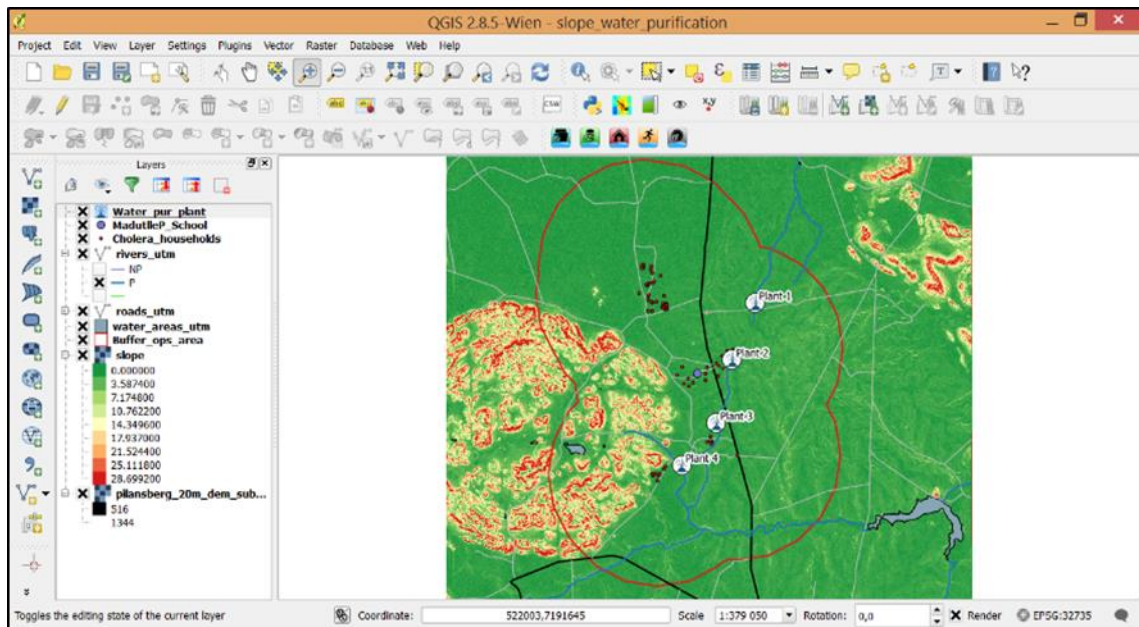 QGIS 2.8.5-Wien - slope_water_purification
Project Edit View Layer Settings Plugins Vector Raster Database Web Help
CSW
x,y
Layers
Water_pur_plant
MadutlleP_School
Cholera_households
rivers_utm
NP
P
roads_utm
water_areas_utm
Buffer_ops_area
slope
0.000000
3.587400
7.174800
10.762200
14.349600
17.937000
21.524400
25.111800
28.699200
pilansberg_20m_dem_sub...
516
1344
Plant-1
Plant-2
Plant-3
Plant 4
Toggles the editing state of the current layer
Coordinate: 522003,7191645 Scale 1:379 050 Rotation: 0,0 Render EPSG:32735